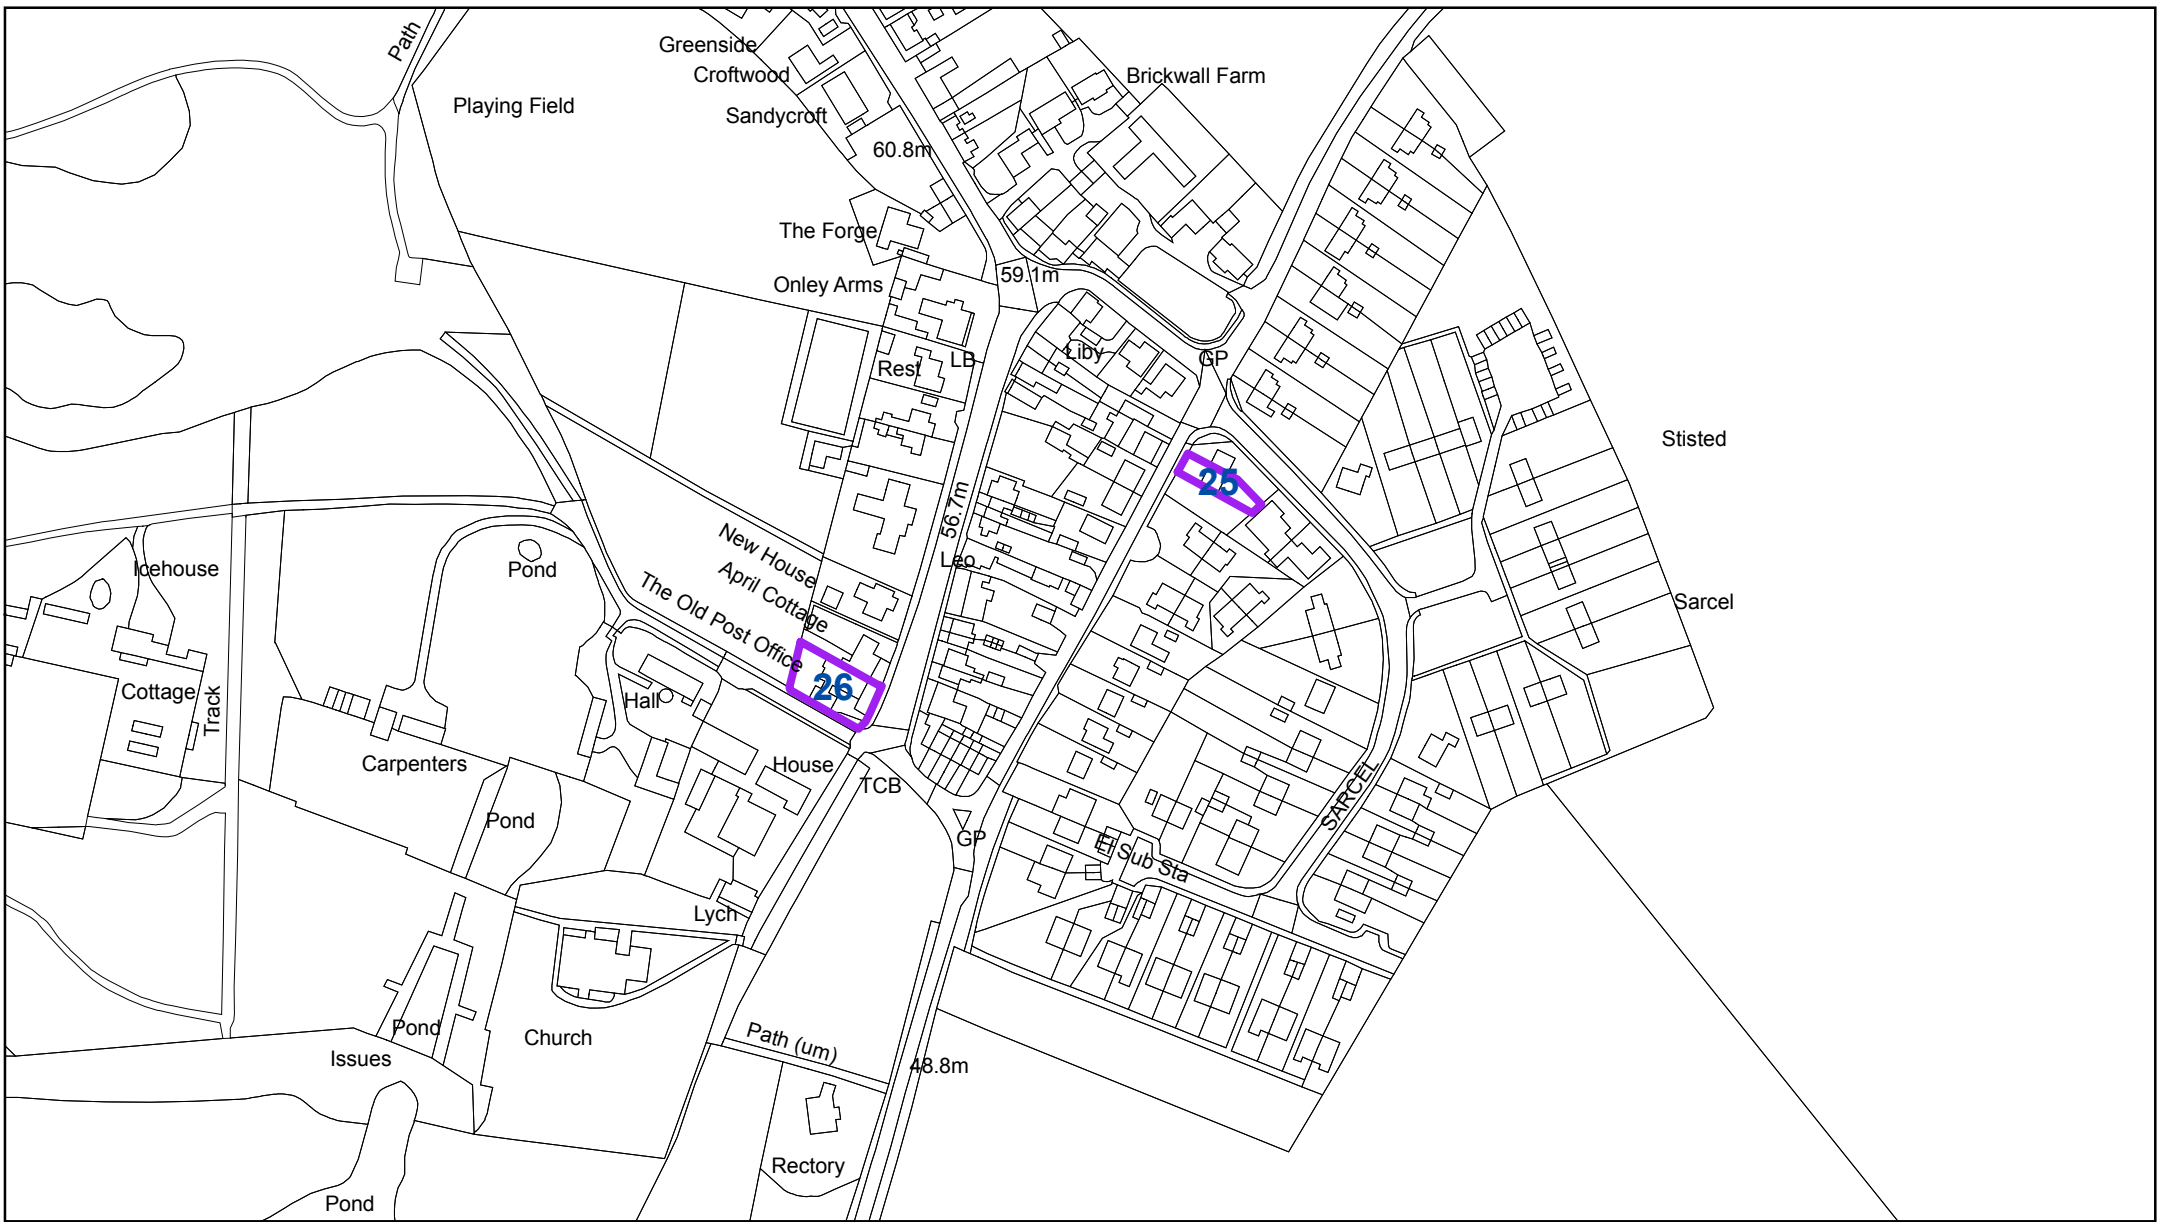 Path
Greenside
Croftwood
Brickwall Farm
Playing Field
Sandycroft
60.8m
The Forge
59.1m
Onley Arms
Liby
LB
GP
Rest
Stisted
25
56.7m
New House
Leo
Icehouse
Pond
April Cottage
The Old Post Office
Sarcel
26
Cottage
Track
Hall
Carpenters
House
TCB
SARCEL
Pond
GP
El Sub Sta
Lych
Pond
Church
Path (um)
Issues
48.8m
Rectory
Pond